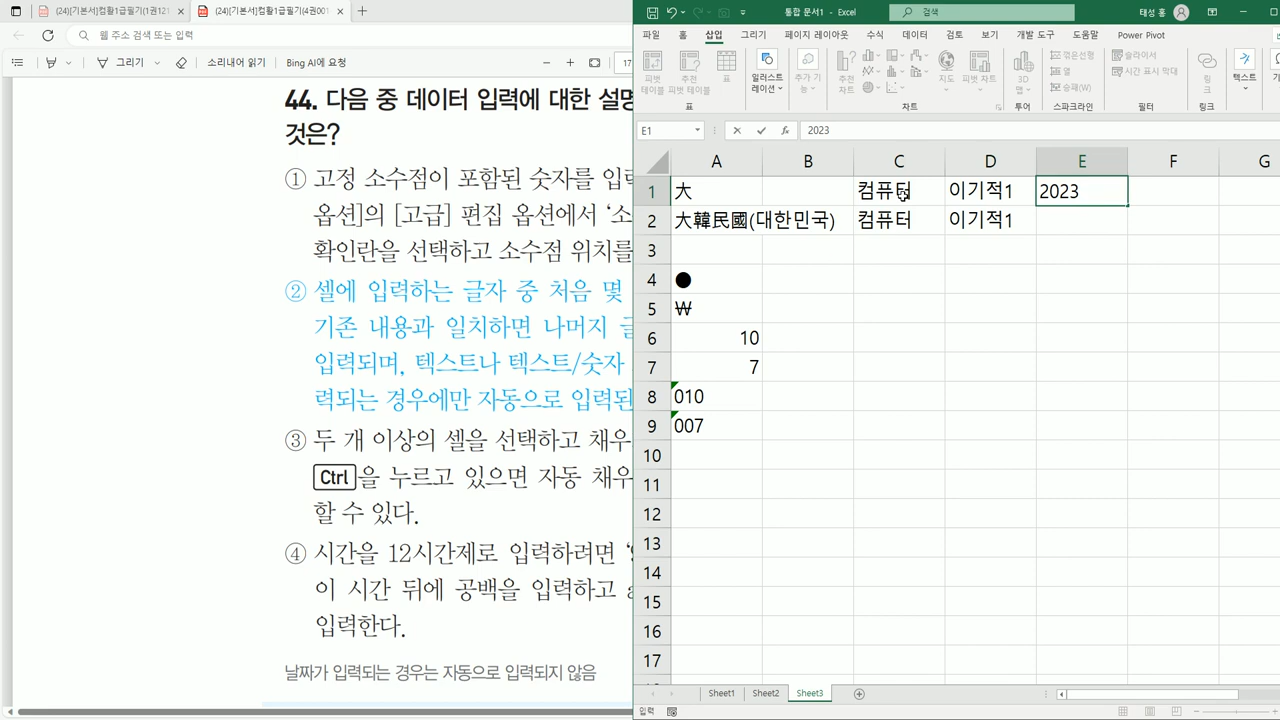 (24)[기본서]컴활1급필기(1권121
(24)[기본서]컴활1급필기(4권001
웹 주소 검색 또는 입력
그리기
소리내어 읽기
Bing AI에 요청
17
44. 다음 중 데이터 입력에 대한 설명
것은?
① 고정 소수점이 포함된 숫자를 입력
옵션]의 [고급] 편집 옵션에서 ‘소
확인란을 선택하고 소수점 위치를
② 셀에 입력하는 글자 중 처음 몇
기존 내용과 일치하면 나머지 글
입력되며, 텍스트나 텍스트/숫자
력되는 경우에만 자동으로 입력된
③ 두 개 이상의 셀을 선택하고 채우
Ctrl을 누르고 있으면 자동 채우
할 수 있다.
④ 시간을 12시간제로 입력하려면 ‘9
이 시간 뒤에 공백을 입력하고 a
입력한다.
날짜가 입력되는 경우는 자동으로 입력되지 않음
통합 문서1 - Excel
검색
태성 홍
파일 홈 삽입 그리기 페이지 레이아웃 수식 데이터 검토 보기 개발 도구 도움말 Power Pivot
피벗 테이블
추천 피벗 테이블
표
일러스트레이션
추가 기능
추천 차트
지도
피벗 차트
3D 맵
꺾은선형
열
승패(W)
슬라이서
시간 표시 막대
링크
텍스트
표 차트 투어 스파크라인 필터 링크
E1 2023
A B C D E F G
1 大 컴퓨터 이기적1 2023
2 大韓民國(대한민국) 컴퓨터 이기적1
3
4 ●
5 ₩
6 10
7 7
8 010
9 007
10
11
12
13
14
15
16
17
Sheet1 Sheet2 Sheet3
입력